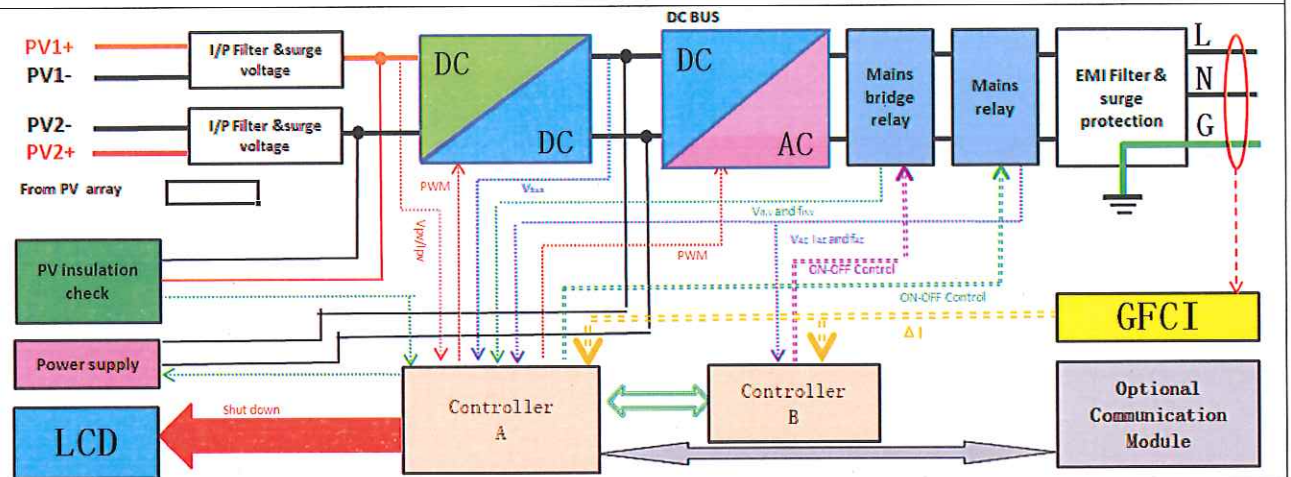 DC BUS
PV1+
PV1-
I/P Filter &surge
voltage
DC
DC
DC
AC
Mains
bridge
relay
Mains
relay
EMI Filter &
surge
protection
L
N
G
PV2-
PV2+
I/P Filter &surge
voltage
From PV array
PWM
Vpv/Ipv
PWM
ON-OFF Control
ON-OFF Control
PV insulation
check
GFCI
Δ I
Power supply
Controller
A
Controller
B
Optional
Communication
Module
Shut down
LCD